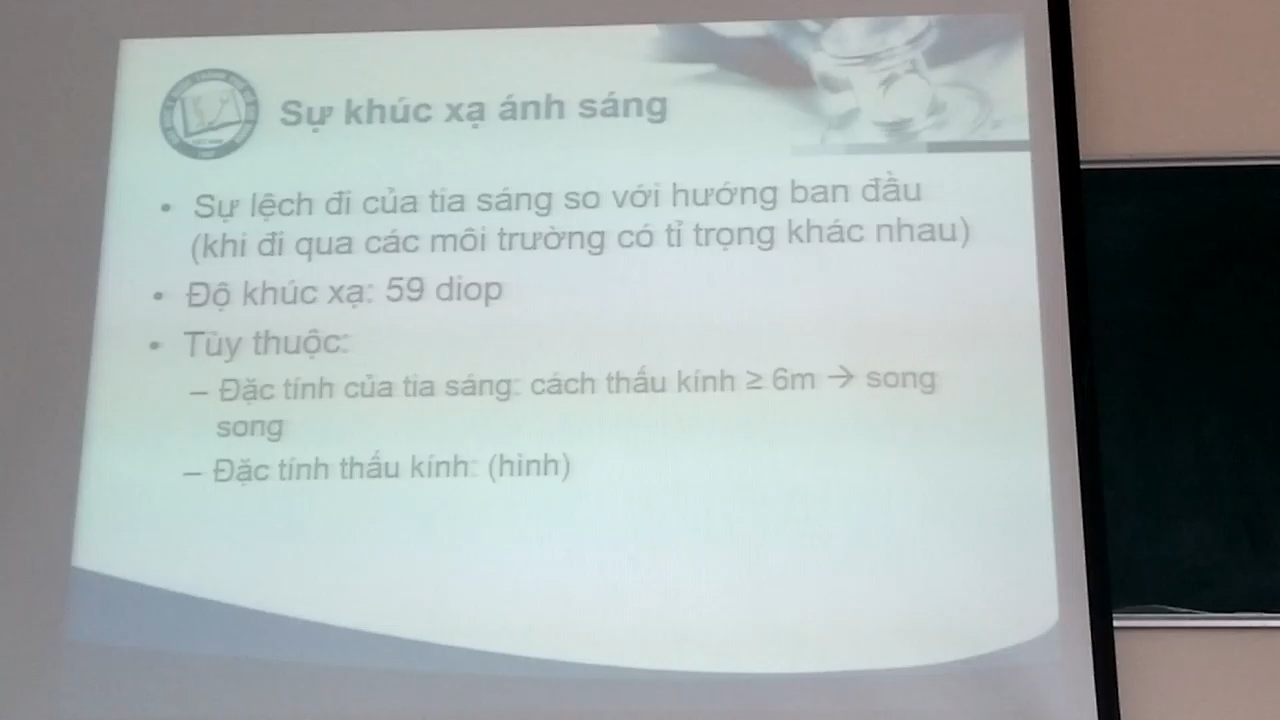 Sự khúc xạ ánh sáng
• Sự lệch đi của tia sáng so với hướng ban đầu
(khi đi qua các môi trường có tỉ trọng khác nhau)
• Độ khúc xạ: 59 diop
• Tùy thuộc:
– Đặc tính của tia sáng: cách thấu kính ≥ 6m → song
song
– Đặc tính thấu kính: (hình)